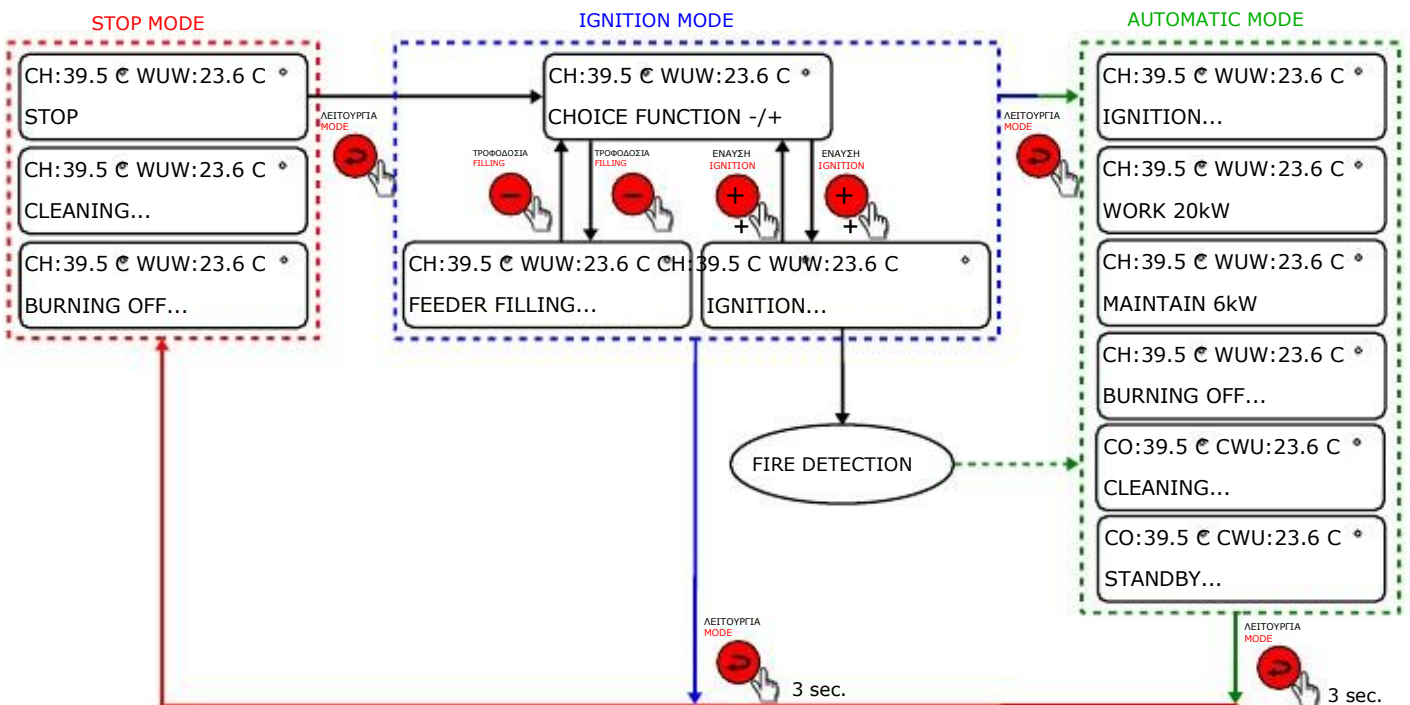 STOP MODE
IGNITION MODE
AUTOMATIC MODE
CH:39.5 C WUW:23.6 C °
STOP
CH:39.5 C WUW:23.6 C °
CLEANING...
CH:39.5 C WUW:23.6 C °
BURNING OFF...
ΛΕΙΤΟΥΡΓΙΑ
MODE
CH:39.5 C WUW:23.6 C °
CHOICE FUNCTION -/+
ΤΡΟΦΟΔΟΣΙΑ
FILLING
ΤΡΟΦΟΔΟΣΙΑ
FILLING
ΕΝΑΥΣΗ
IGNITION
+
+
ΕΝΑΥΣΗ
IGNITION
+
+
CH:39.5 C WUW:23.6 C
FEEDER FILLING...
CH:39.5 C WUW:23.6 C °
IGNITION...
FIRE DETECTION
ΛΕΙΤΟΥΡΓΙΑ
MODE
CH:39.5 C WUW:23.6 C °
IGNITION...
CH:39.5 C WUW:23.6 C °
WORK 20kW
CH:39.5 C WUW:23.6 C °
MAINTAIN 6kW
CH:39.5 C WUW:23.6 C °
BURNING OFF...
CO:39.5 C CWU:23.6 C °
CLEANING...
CO:39.5 C CWU:23.6 C °
STANDBY...
ΛΕΙΤΟΥΡΓΙΑ
MODE
3 sec.
ΛΕΙΤΟΥΡΓΙΑ
MODE
3 sec.